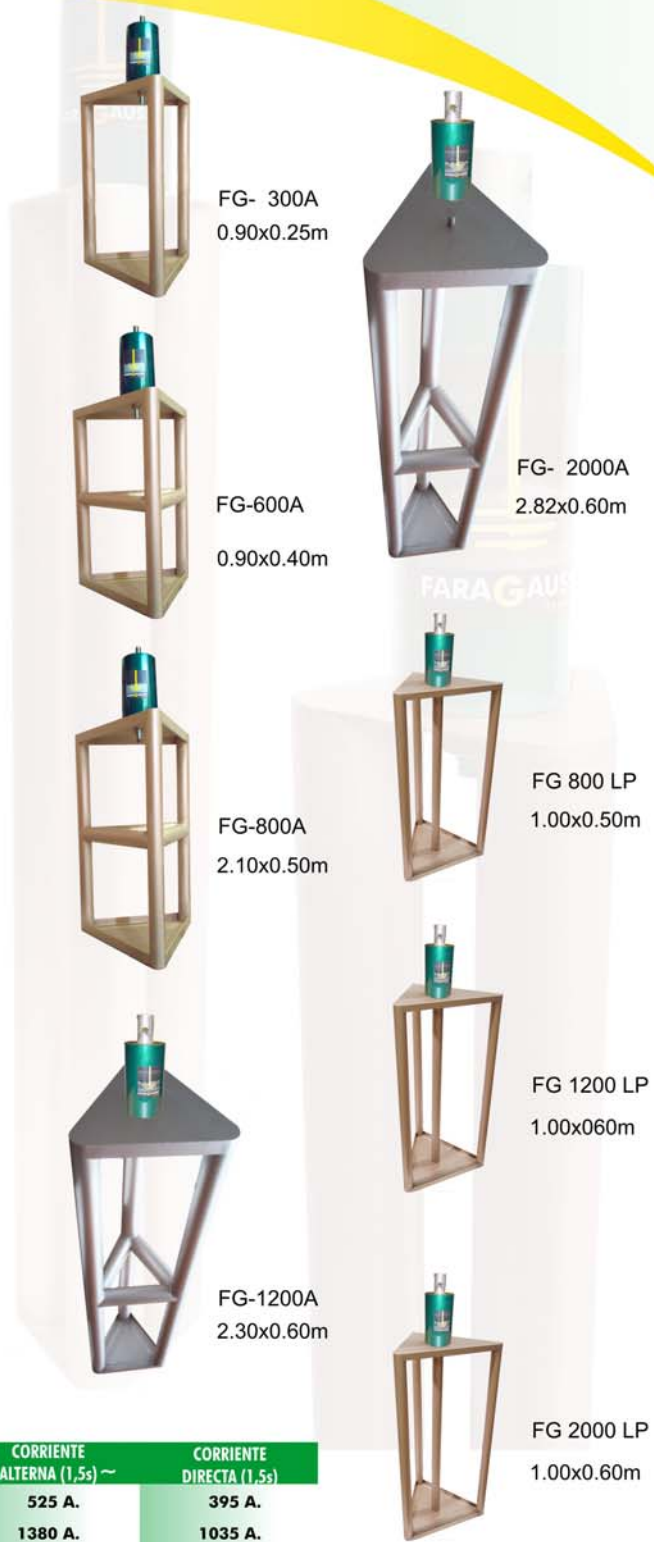 FG- 300A
0.90x0.25m
FG-600A
0.90x0.40m
FG-800A
2.10x0.50m
FG-1200A
2.30x0.60m
FG- 2000A
2.82x0.60m
FARAGAUS
FG 800 LP
1.00x0.50m
FG 1200 LP
1.00x060m
FG 2000 LP
1.00x0.60m
CORRIENTE ALTERNA (1,5s) ~
CORRIENTE DIRECTA (1,5s)
525 A. 395 A.
1380 A. 1035 A.